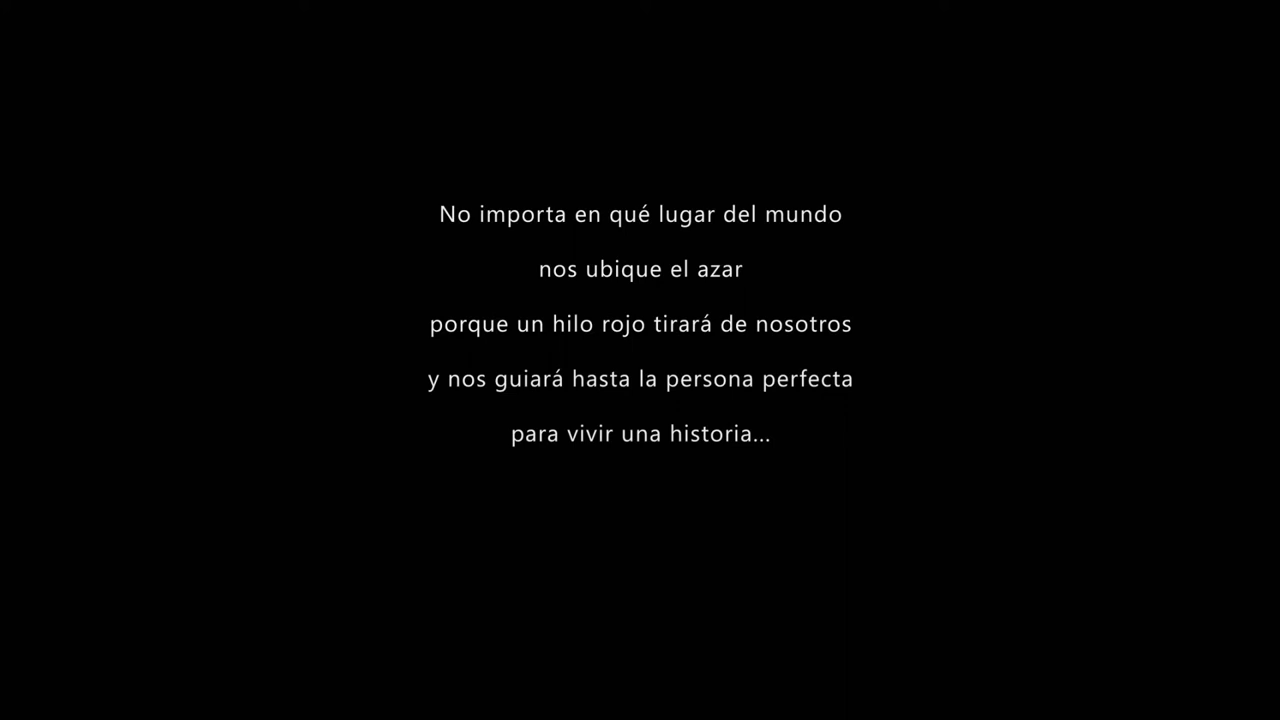 No importa en qué lugar del mundo
nos ubique el azar
porque un hilo rojo tirará de nosotros
y nos guiará hasta la persona perfecta
para vivir una historia...